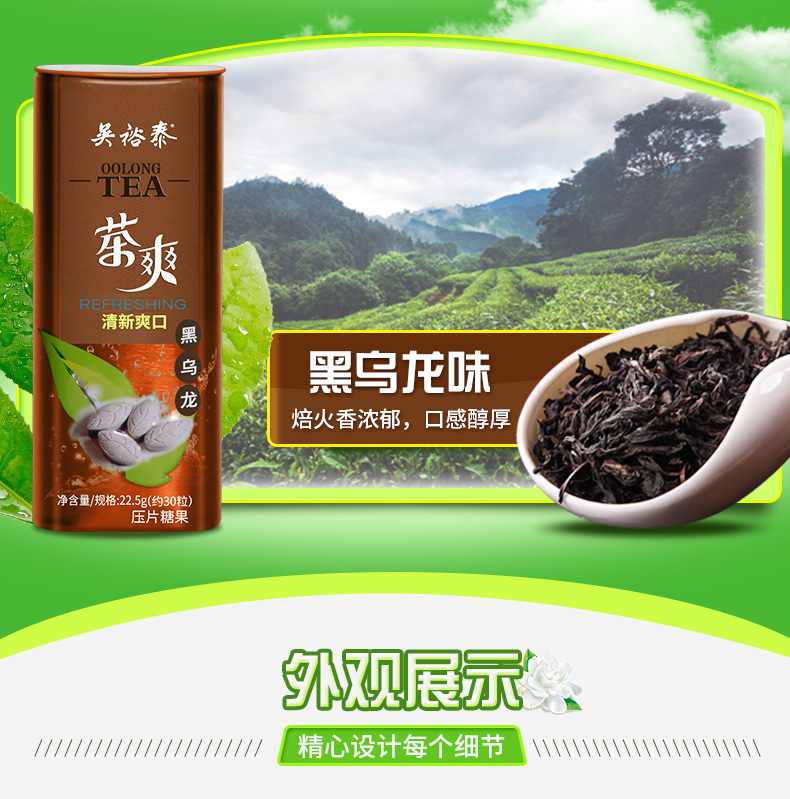 吴裕泰®
OOLONG
TEA
茶爽
REFRESHING
清新爽口
黑乌龙
净含量/规格:22.5g(约30粒)
压片糖果
黑乌龙味
焙火香浓郁，口感醇厚
外观展示
精心设计每个细节